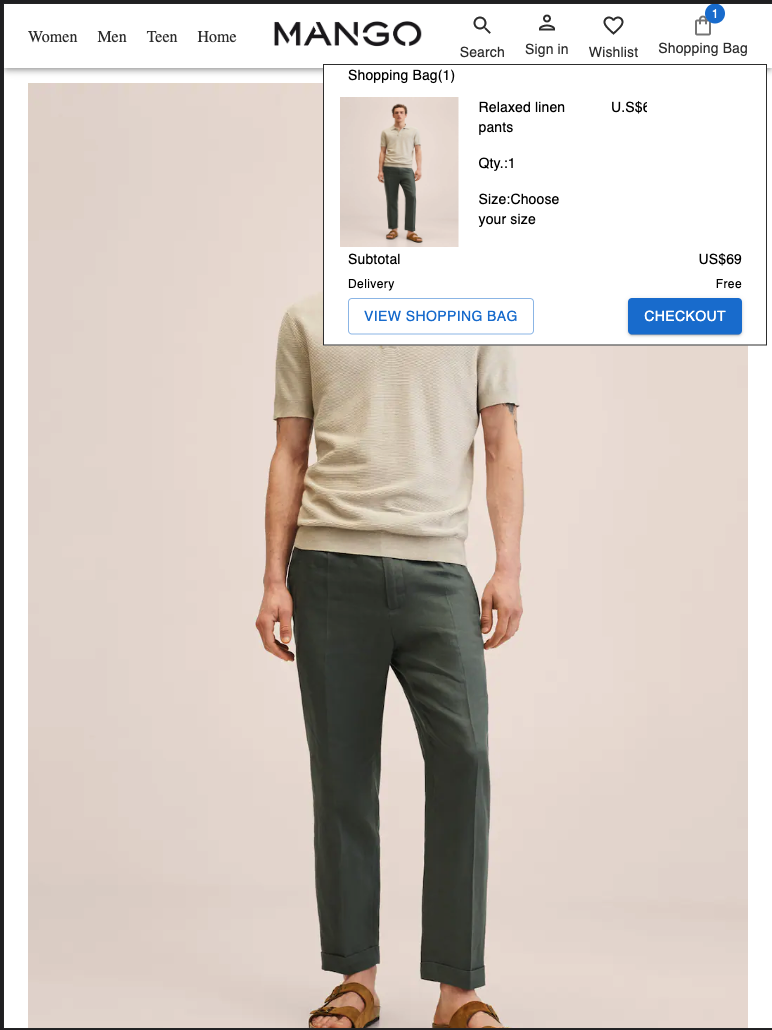 Women Men Teen Home MANGO Search Sign in Wishlist 1 Shopping Bag
Shopping Bag(1)
Relaxed linen U.S$6
pants
Qty.:1
Size:Choose
your size
Subtotal US$69
Delivery Free
VIEW SHOPPING BAG CHECKOUT